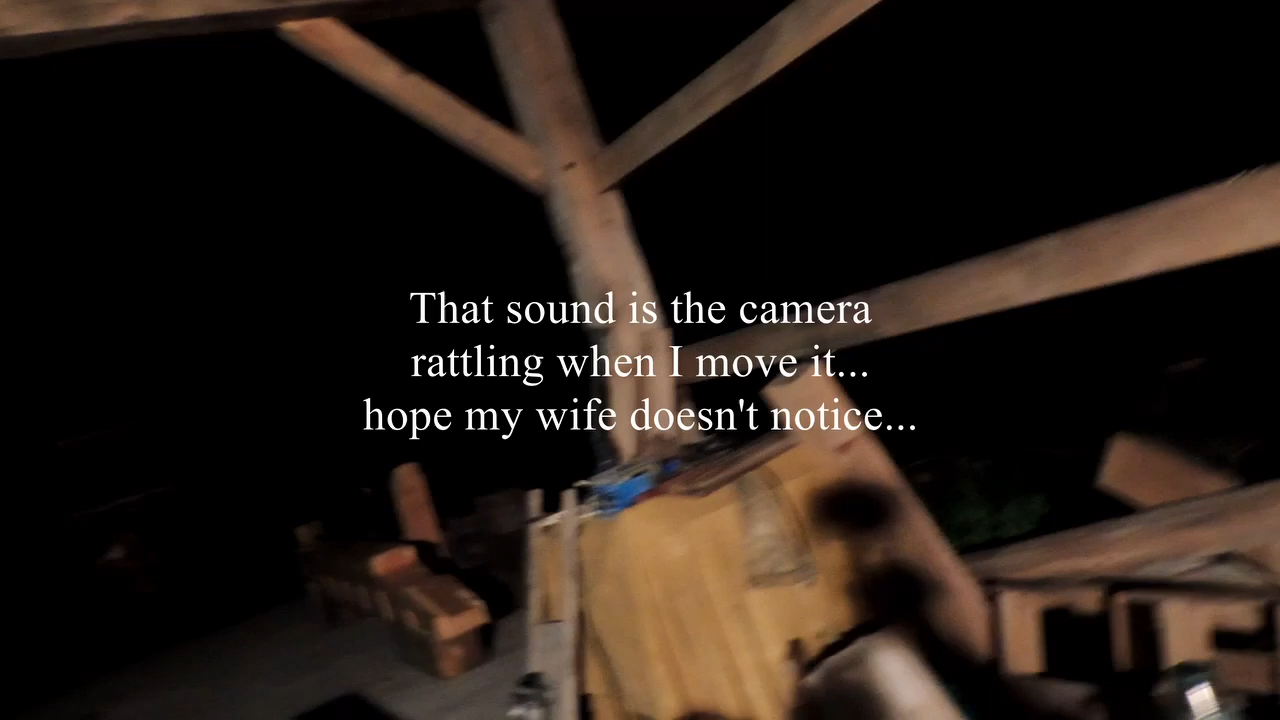 That sound is the camera
rattling when I move it...
hope my wife doesn't notice...